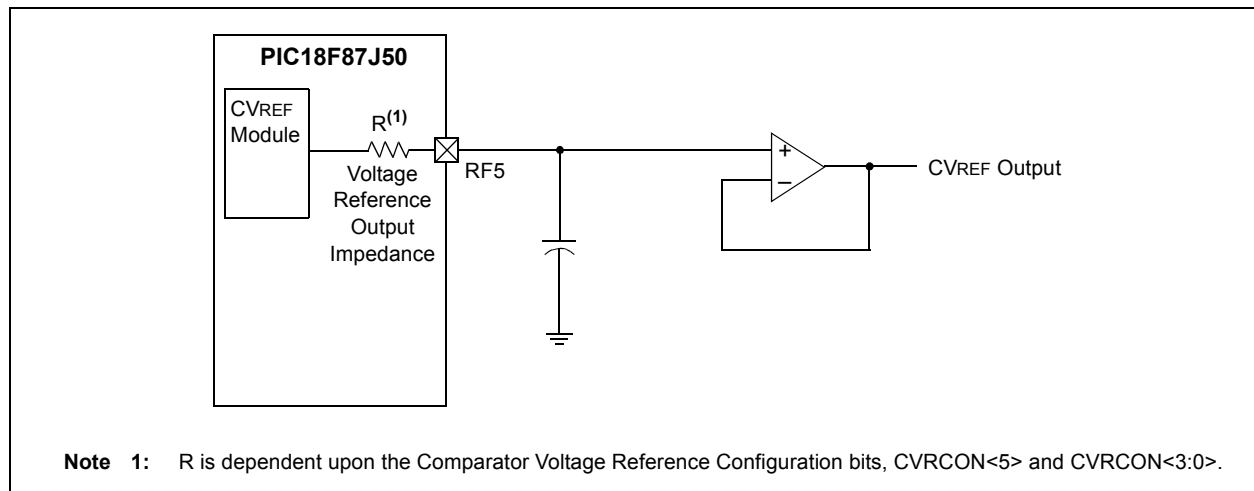 PIC18F87J50
CVREF
Module
R(1)
Voltage
Reference
Output
Impedance
RF5
+
–
CVREF Output
Note 1: R is dependent upon the Comparator Voltage Reference Configuration bits, CVRCON<5> and CVRCON<3:0>.